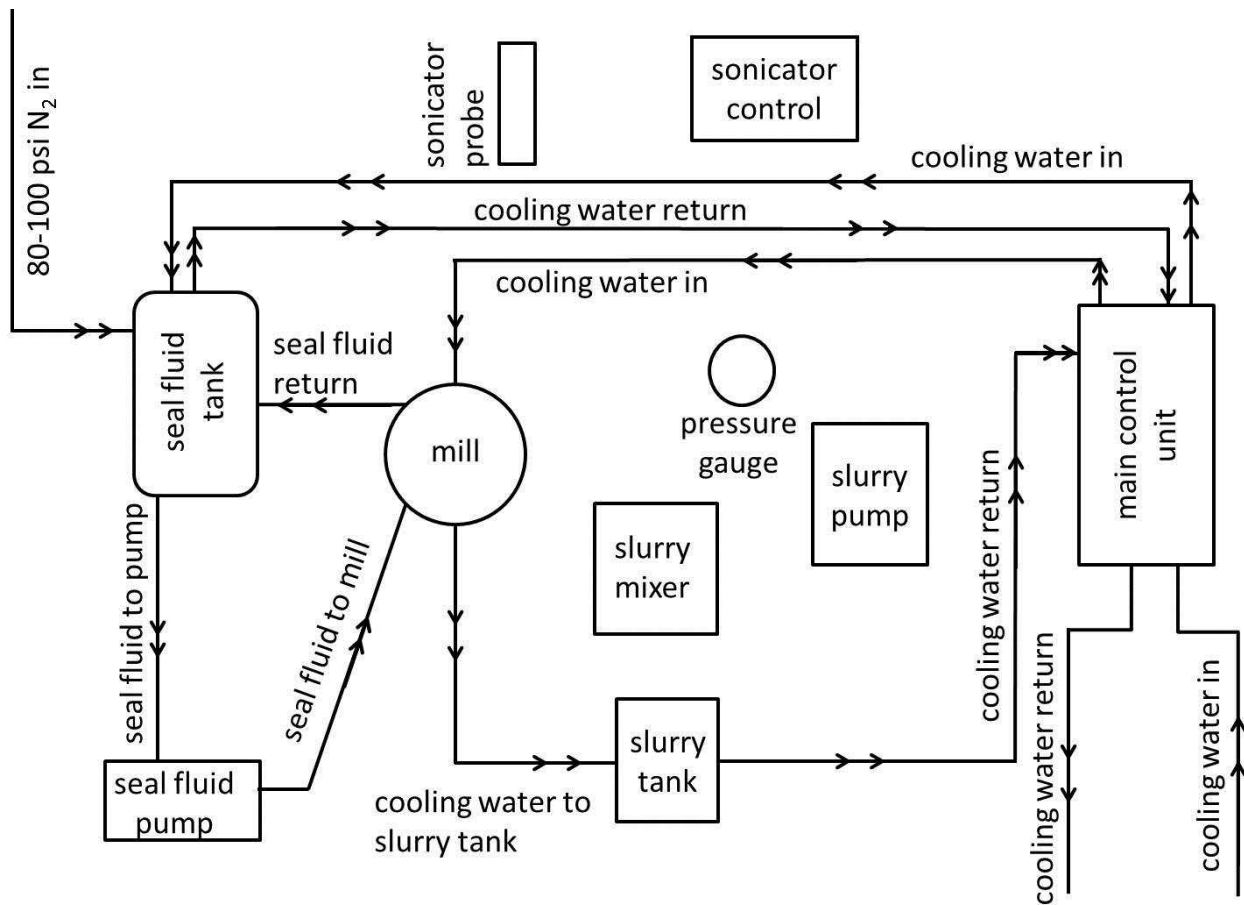 80-100 psi N₂ in
sonicator
probe
sonicator
control
cooling water in
cooling water return
cooling water in
seal fluid
tank
seal fluid
return
mill
pressure
gauge
slurry
pump
slurry
mixer
main control
unit
seal fluid to pump
seal fluid to mill
cooling water return
slurry
tank
seal fluid
pump
cooling water to
slurry tank
cooling water return
cooling water in